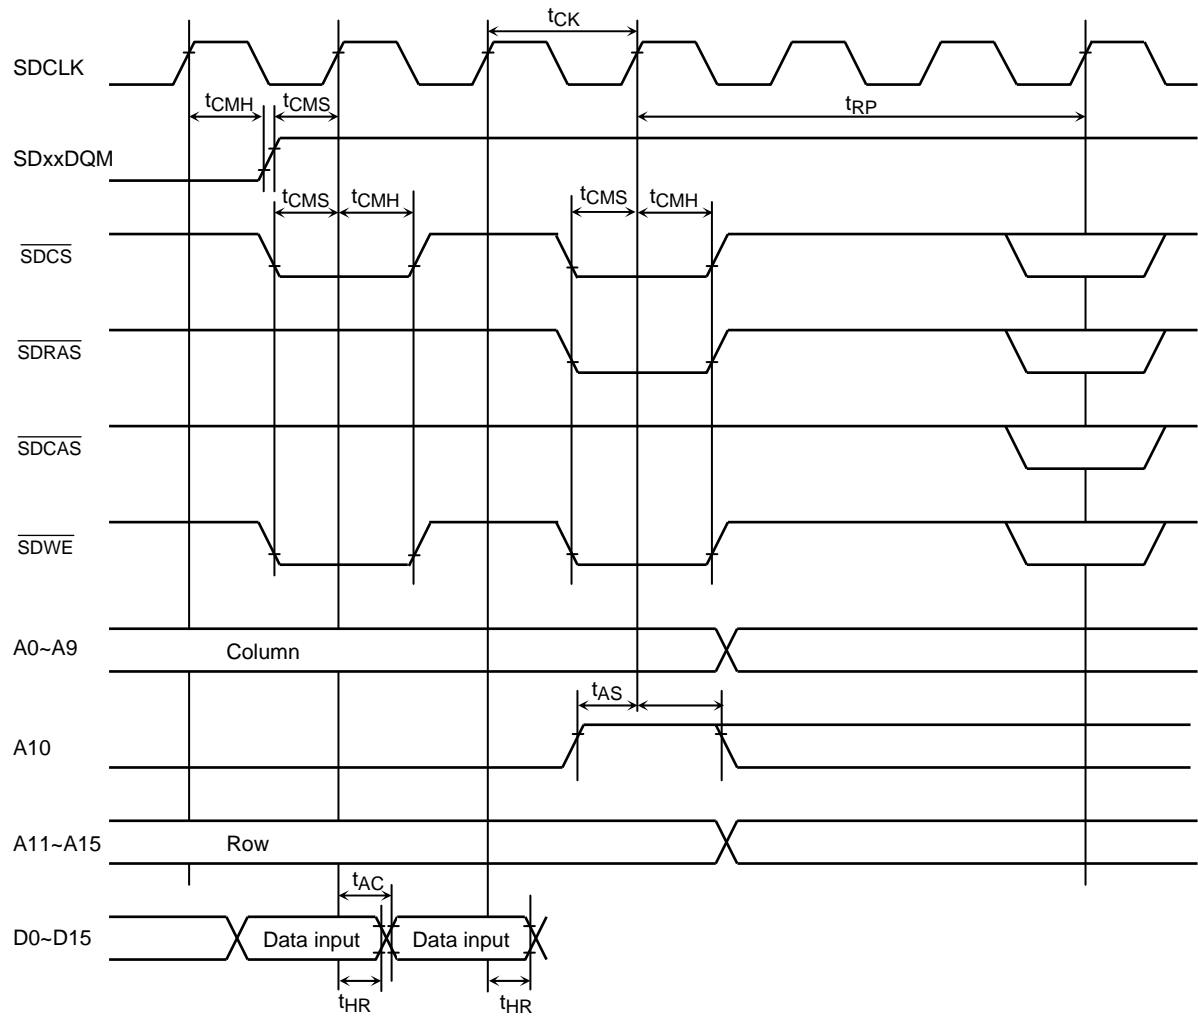 tCK
SDCLK
tCMH tCMS tRP
SDxxDQM
tCMS tCMH tCMS tCMH
SDCS
SDRAS
SDCAS
SDWE
A0~A9 Column
tAS
A10
A11~A15 Row
tAC
D0~D15 Data input Data input
tHR tHR